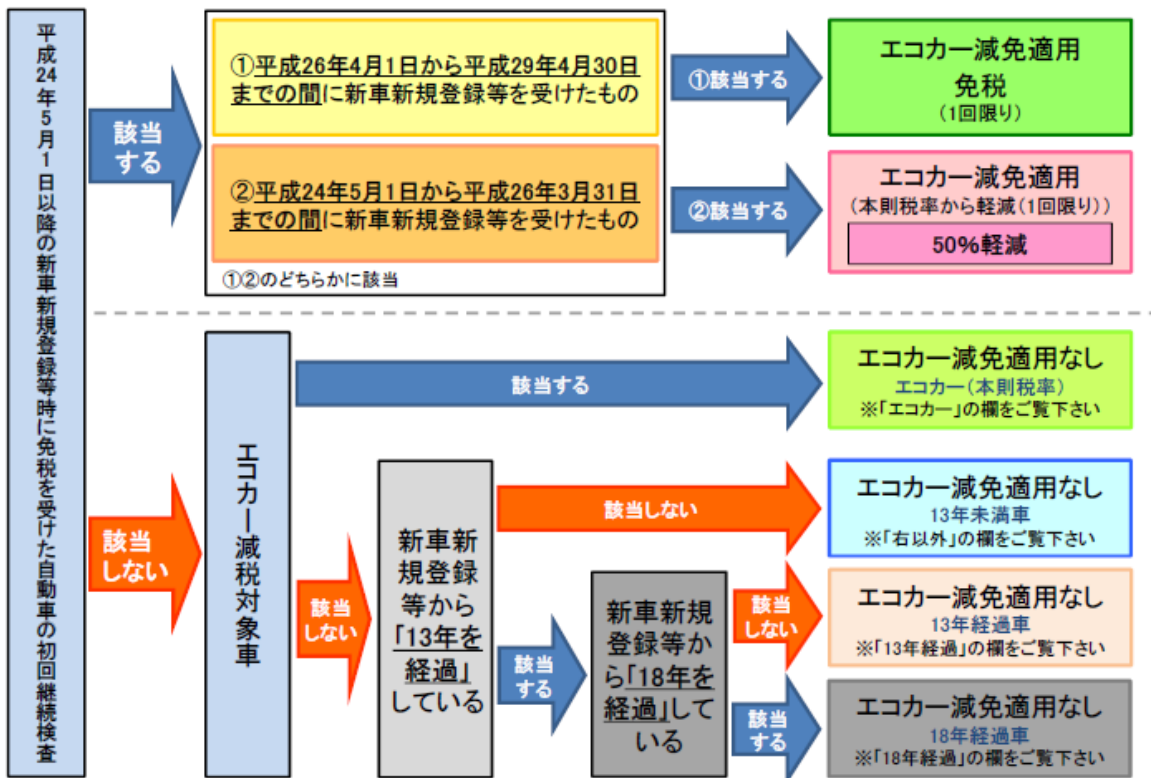 平成24年5月1日以降の新車新規登録等時に免税を受けた自動車の初回継続検査
該当
する
①平成26年4月1日から平成29年4月30日
までの間に新車新規登録等を受けたもの
②平成24年5月1日から平成26年3月31日
までの間に新車新規登録等を受けたもの
①②のどちらかに該当
①該当する
②該当する
エコカー減免適用
免税
(1回限り)
エコカー減免適用
(本則税率から軽減(1回限り))
50%軽減
該当
しない
エコカー減税対象車
該当する
エコカー減免適用なし
エコカー(本則税率)
※「エコカー」の欄をご覧下さい
該当
しない
新車新
規登録
等から
「13年を
経過」
している
該当しない
エコカー減免適用なし
13年未満車
※「右以外」の欄をご覧下さい
該当
する
新車新規
登録等か
ら「18年を
経過」して
いる
該当
しない
エコカー減免適用なし
13年経過車
※「13年経過」の欄をご覧下さい
該当
する
エコカー減免適用なし
18年経過車
※「18年経過」の欄をご覧下さい